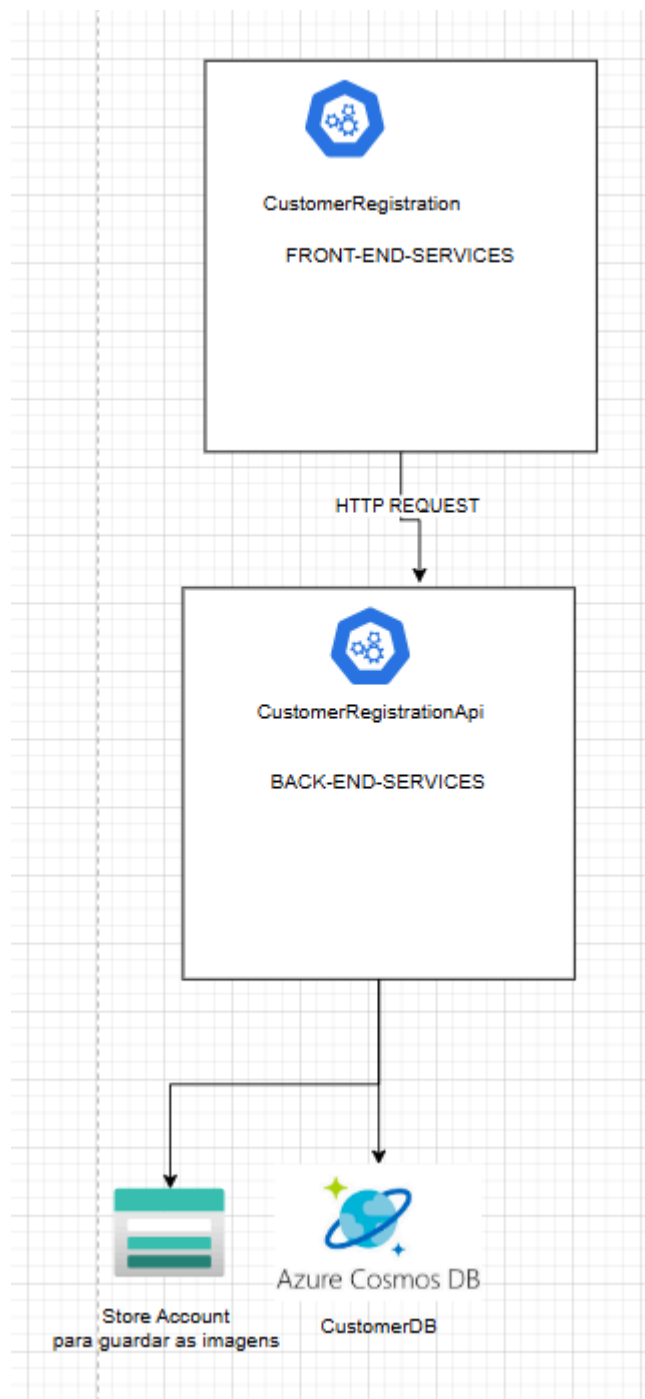 CustomerRegistration
FRONT-END-SERVICES
HTTP REQUEST
CustomerRegistrationApi
BACK-END-SERVICES
Azure Cosmos DB
Store Account
para guardar as imagens
CustomerDB